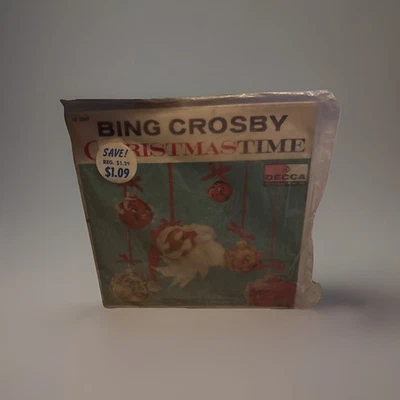 BING CROSBY
CHRISTMASTIME
SAVE!
REG. $1.29
$1.09
DECCA